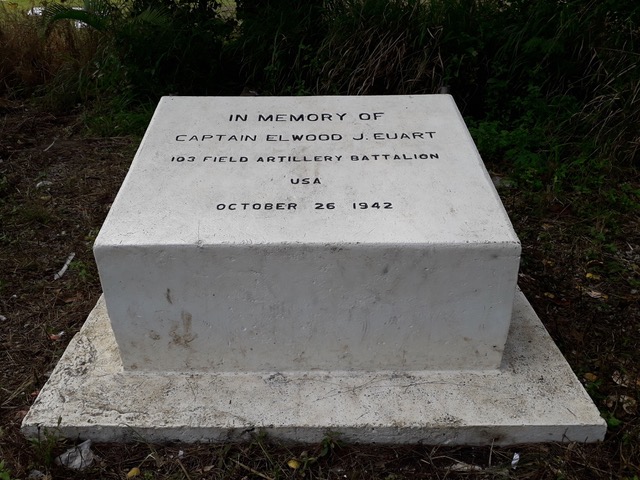 IN MEMORY OF
CAPTAIN ELWOOD J. EUART
103 FIELD ARTILLERY BATTALION
USA
OCTOBER 26 1942